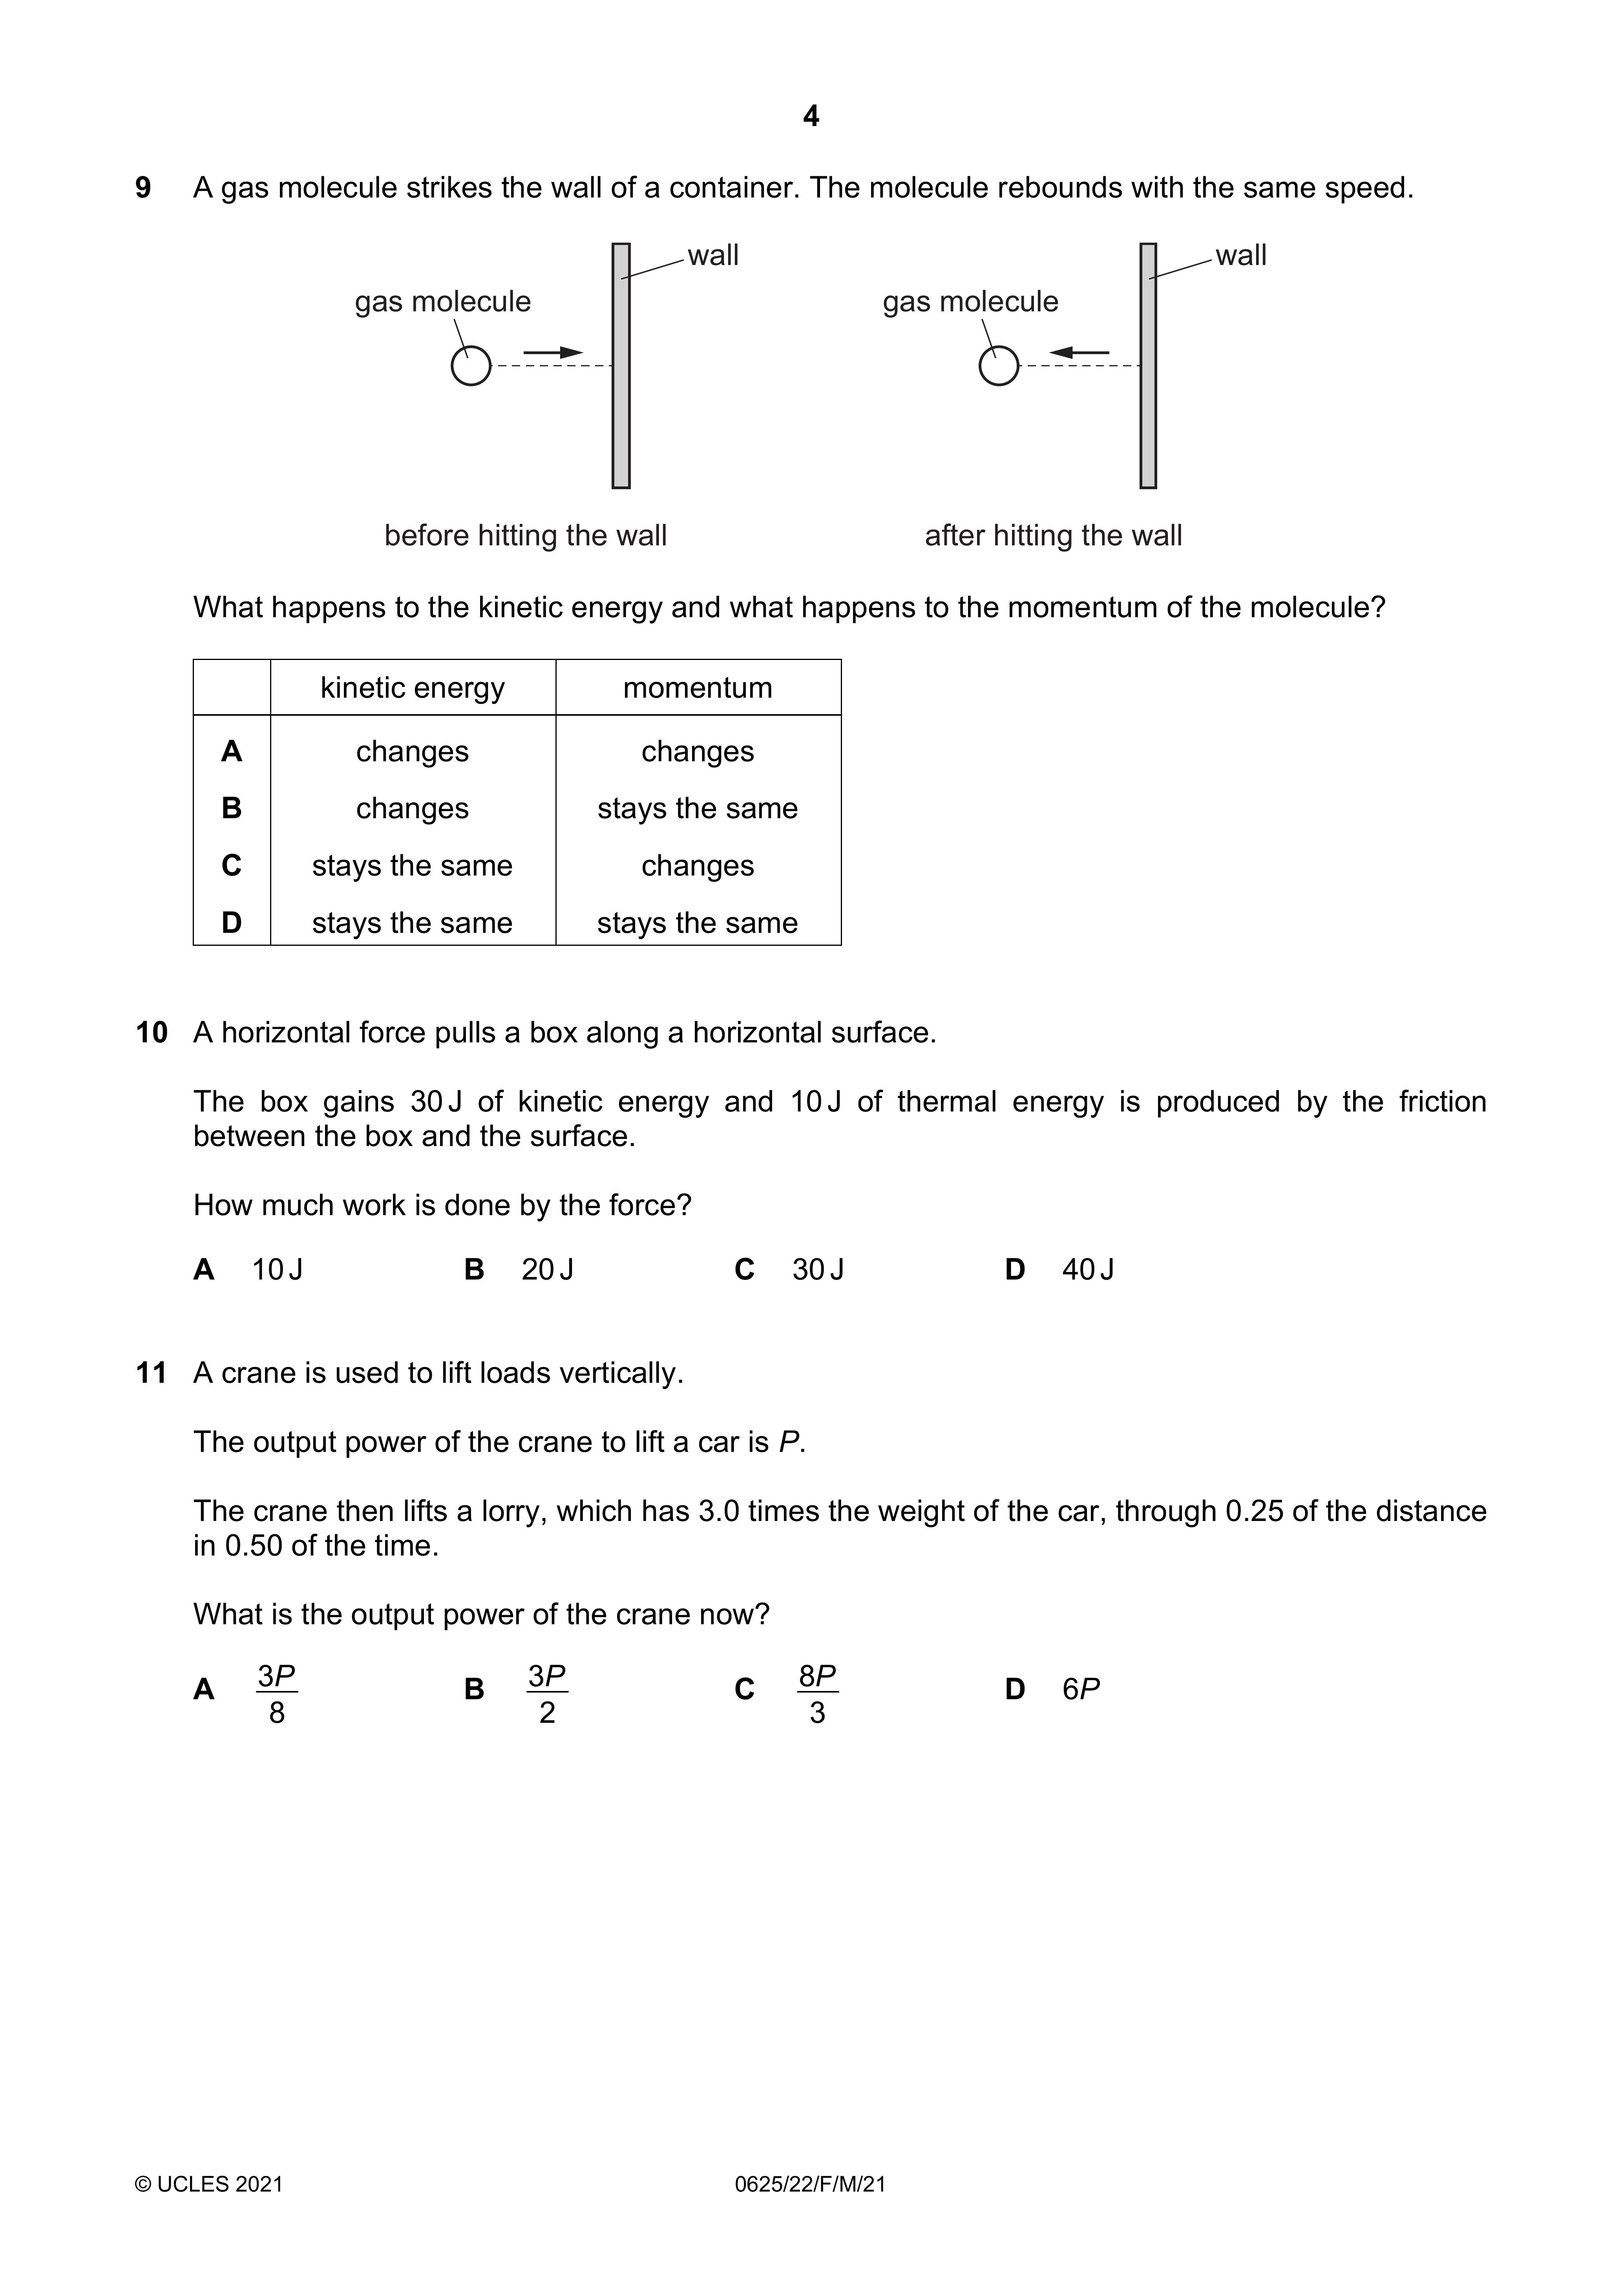 4
9 A gas molecule strikes the wall of a container. The molecule rebounds with the same speed.
wall wall
gas molecule gas molecule
before hitting the wall after hitting the wall
What happens to the kinetic energy and what happens to the momentum of the molecule?
kinetic energy momentum
A changes changes
B changes stays the same
C stays the same changes
D stays the same stays the same
10 A horizontal force pulls a box along a horizontal surface.
The box gains 30 J of kinetic energy and 10 J of thermal energy is produced by the friction
between the box and the surface.
How much work is done by the force?
A 10 J B 20 J C 30 J D 40 J
11 A crane is used to lift loads vertically.
The output power of the crane to lift a car is P.
The crane then lifts a lorry, which has 3.0 times the weight of the car, through 0.25 of the distance
in 0.50 of the time.
What is the output power of the crane now?
A 3P/8 B 3P/2 C 8P/3 D 6P
© UCLES 2021 0625/22/F/M/21